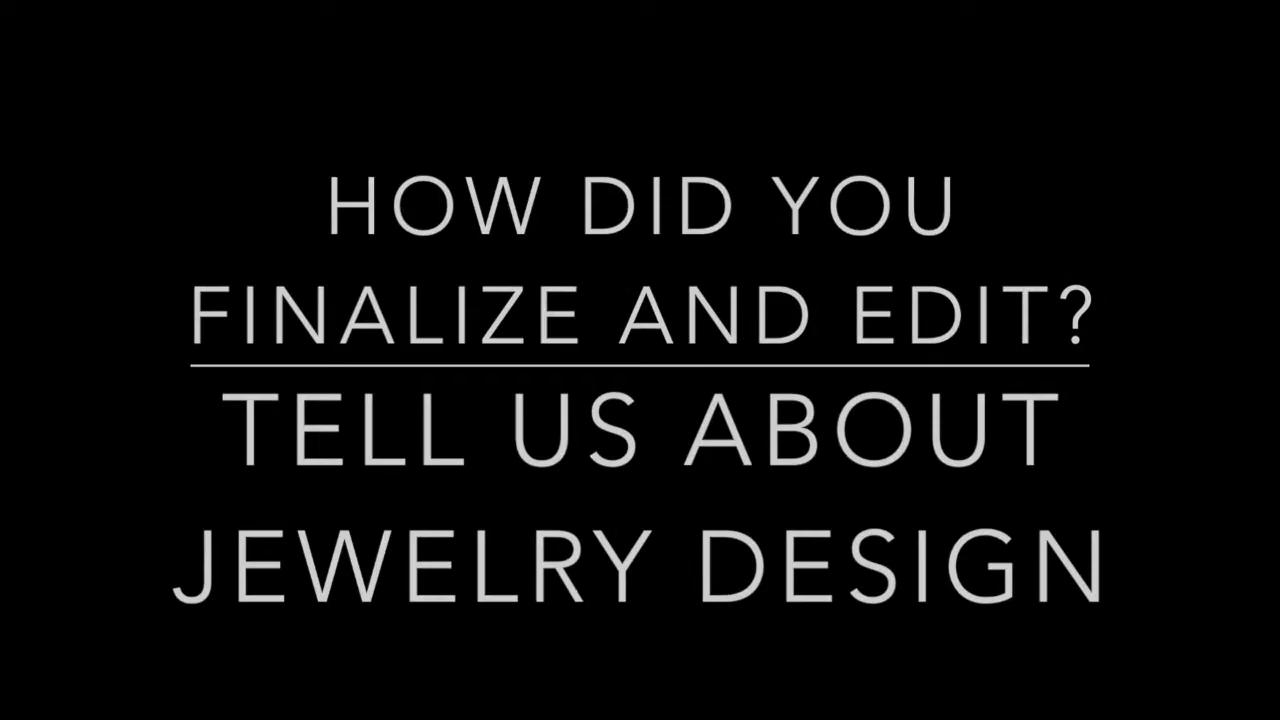 HOW DID YOU
FINALIZE AND EDIT?
TELL US ABOUT
JEWELRY DESIGN